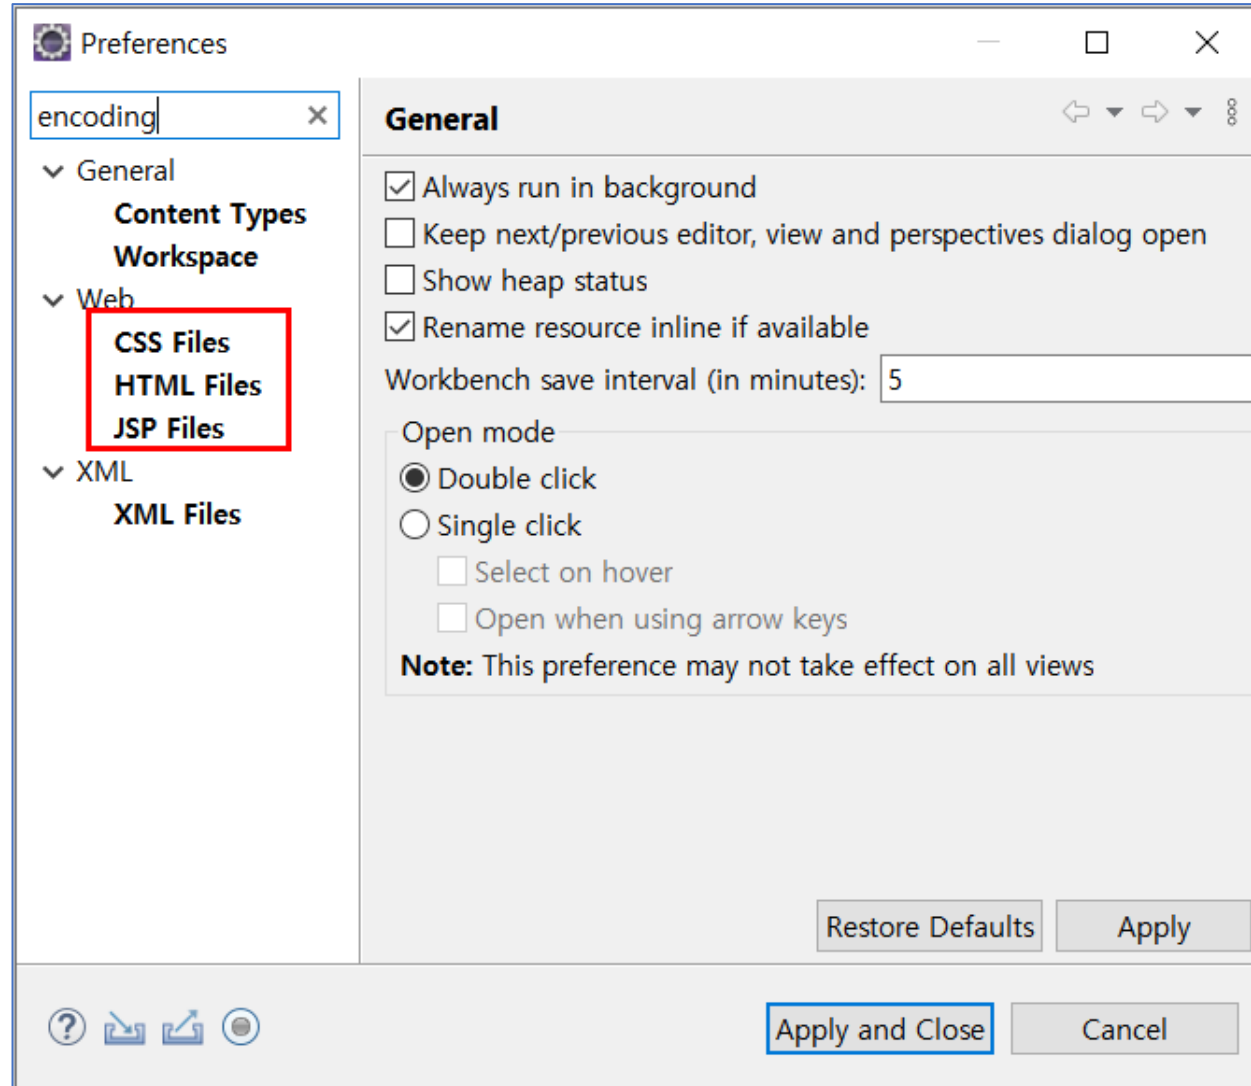 Preferences
encoding
General
Content Types
Workspace
Web
CSS Files
HTML Files
JSP Files
XML
XML Files
General
Always run in background
Keep next/previous editor, view and perspectives dialog open
Show heap status
Rename resource inline if available
Workbench save interval (in minutes): 5
Open mode
Double click
Single click
Select on hover
Open when using arrow keys
Note: This preference may not take effect on all views
Restore Defaults Apply
Apply and Close Cancel